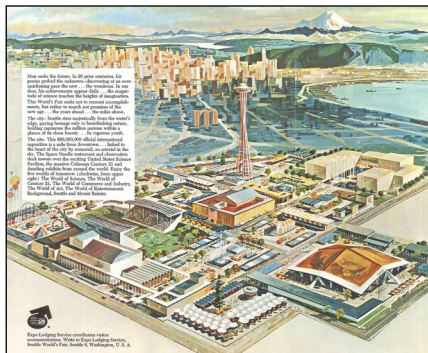 Man seeks the future. In 20 prior centuries, his
genius probed the unknown—discovering at an ever-
quickening pace the new . . . the wondrous. In our
time, his achievements appear daily . . . the magni-
tude of science touches the heights of imagination.
This World's Fair seeks not to recount accomplish-
ments, but rather to search out promises of the
new age . . . the years ahead . . . the miles above.
The city: Seattle rises majestically from the water's
edge, paying homage only to breathtaking nature,
holding captive the million persons within a
glance of its clean beauty . . . its vigorous youth.
The site: This $80,000,000 official international
exposition is a mile from downtown . . . linked to
the heart of the city by monorail, an arterial in the
sky. The Space Needle restaurant and observation
deck towers over the exciting United States Science
Pavilion, the massive Coliseum Century 21 and
dazzling exhibits from around the world. Enjoy the
five worlds of tomorrow (clockwise, from upper
right) The World of Science, The World of
Century 21, The World of Commerce and Industry,
The World of Art, The World of Entertainment.
Background, Seattle and Mount Rainier.
Expo Lodging Service coordinates visitor
accommodations. Write to Expo Lodging Service,
Seattle World's Fair, Seattle 9, Washington, U. S. A.